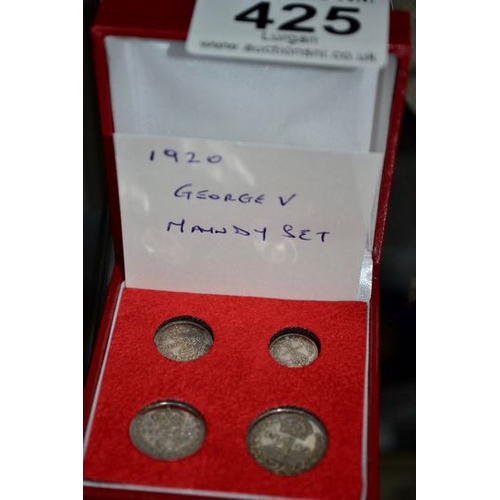 425
Lurgan
www.auctionsni.co.uk
1920
GEORGE V
MAUNDY SET